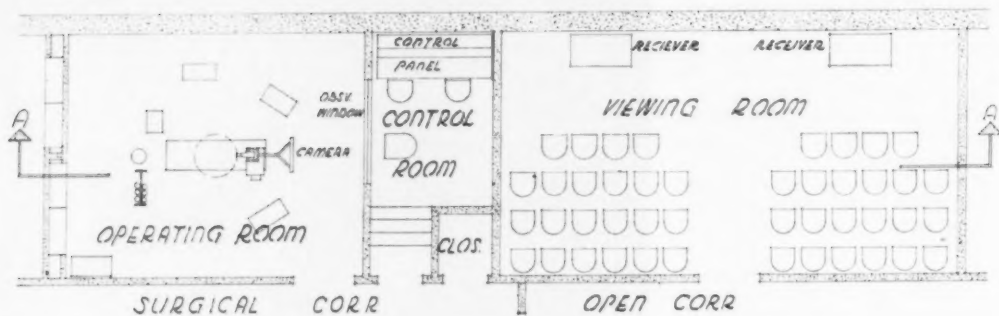 CONTROL
PANEL
RECIEVER
RECEIVER
A
OBSV.
WINDOW
CONTROL
ROOM
VIEWING ROOM
A
CAMERA
OPERATING ROOM
CLOS.
SURGICAL CORR
OPEN CORR